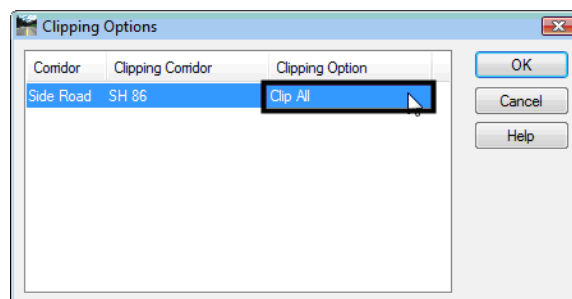 Clipping Options
Corridor Clipping Corridor Clipping Option
Side Road SH 86 Clip All
OK
Cancel
Help